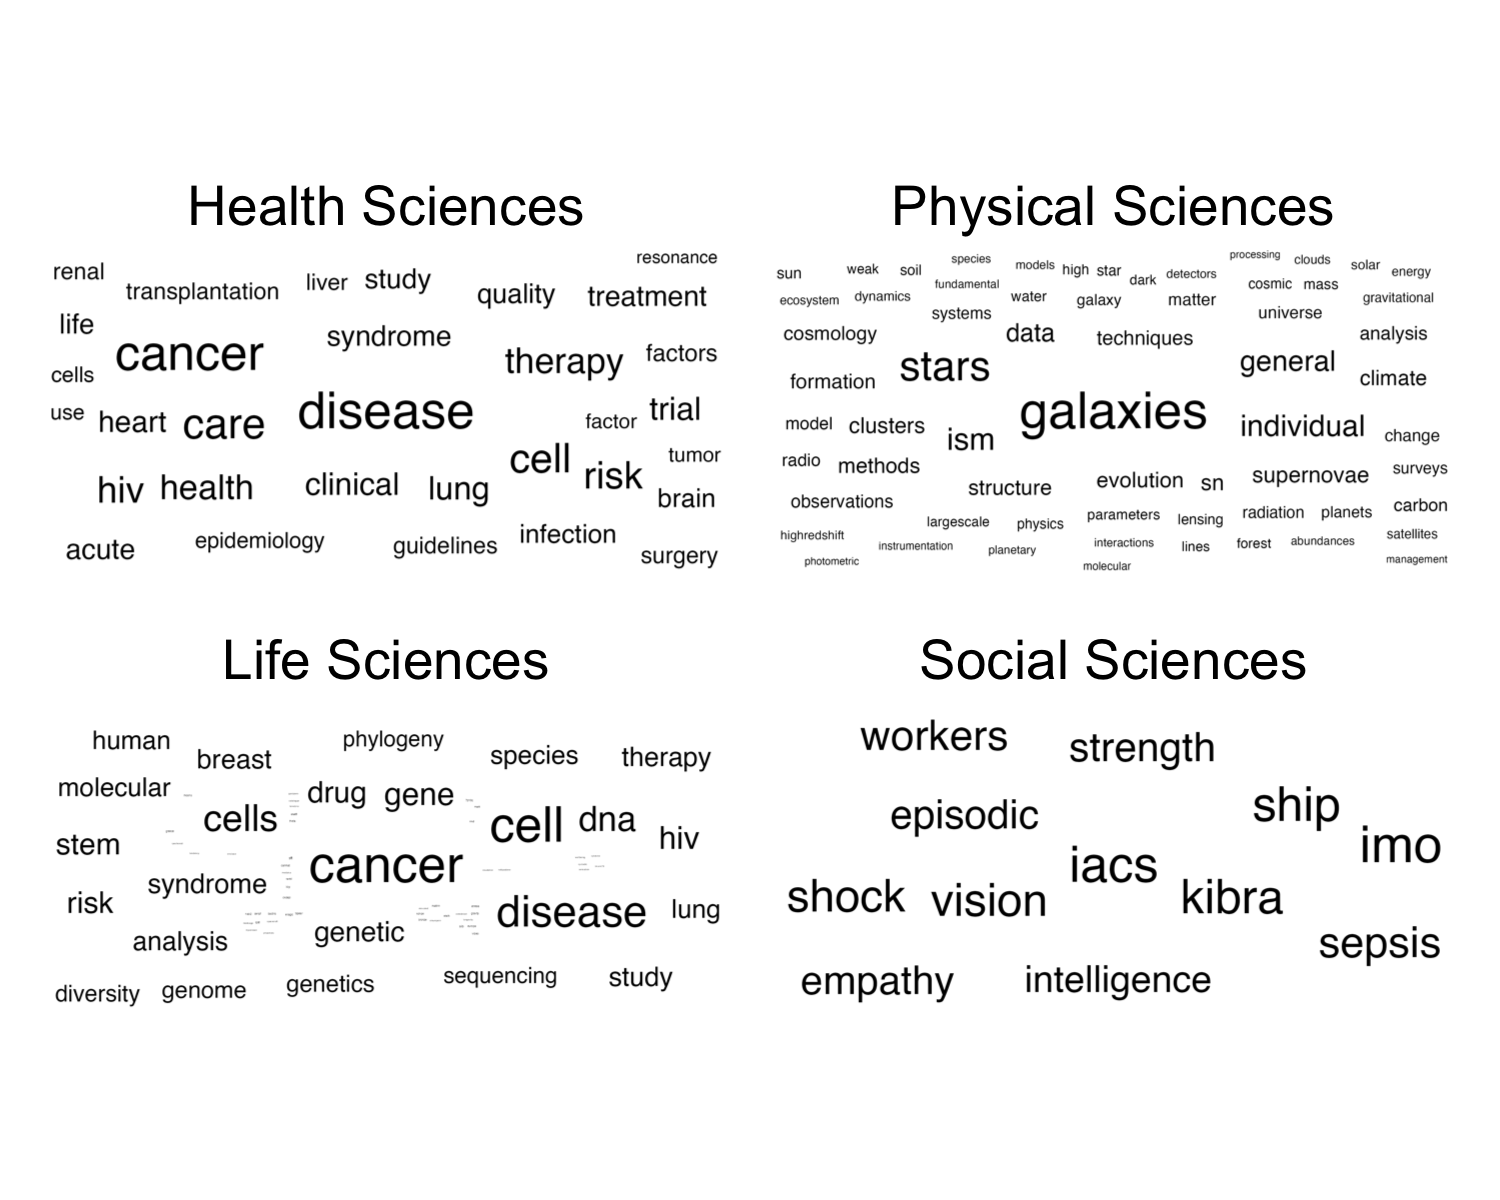 Health Sciences
resonance
renal
transplantation
liver
study
quality
treatment
life
cancer
syndrome
therapy
factors
cells
use
heart
care
disease
factor
trial
cell
risk
tumor
hiv
health
clinical
lung
brain
acute
epidemiology
guidelines
infection
surgery
Physical Sciences
sun
weak
soil
species
models
high
star
dark
detectors
processing
clouds
solar
energy
ecosystem
dynamics
fundamental
water
galaxy
matter
cosmic
mass
gravitational
cosmology
systems
data
techniques
universe
analysis
formation
stars
general
climate
model
clusters
ism
galaxies
individual
change
radio
methods
structure
evolution
sn
supernovae
surveys
observations
largescale
physics
parameters
lensing
radiation
planets
carbon
highredshift
instrumentation
planetary
interactions
lines
forest
abundances
satellites
photometric
molecular
management
Life Sciences
human
breast
phylogeny
species
therapy
molecular
cells
drug
gene
cell
dna
hiv
stem
syndrome
cancer
risk
analysis
genetic
disease
lung
diversity
genome
genetics
sequencing
study
Social Sciences
workers
strength
episodic
ship
imo
iacs
shock
vision
kibra
sepsis
empathy
intelligence